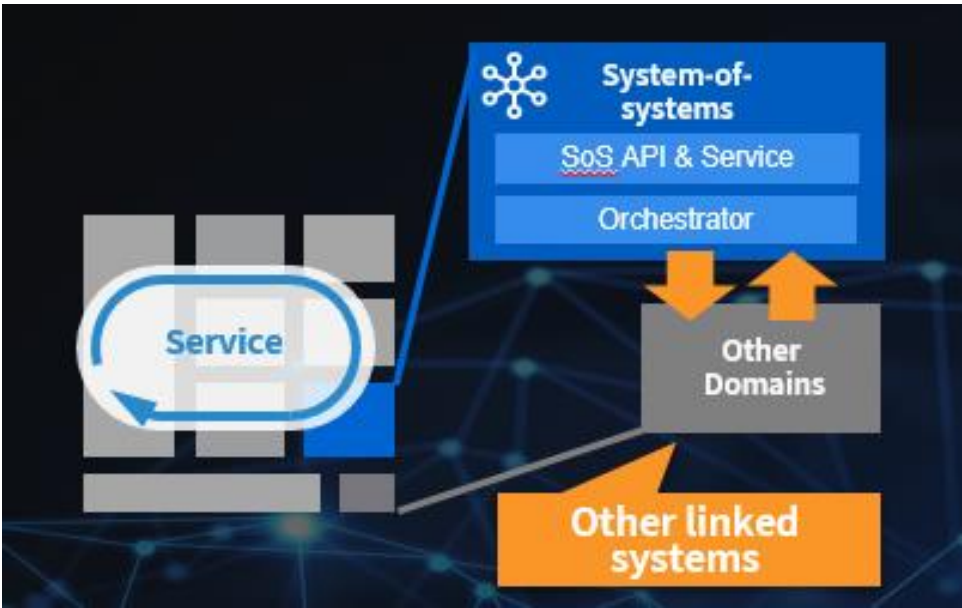 System-of-
systems
SoS API & Service
Orchestrator
Service
Other
Domains
Other linked
systems